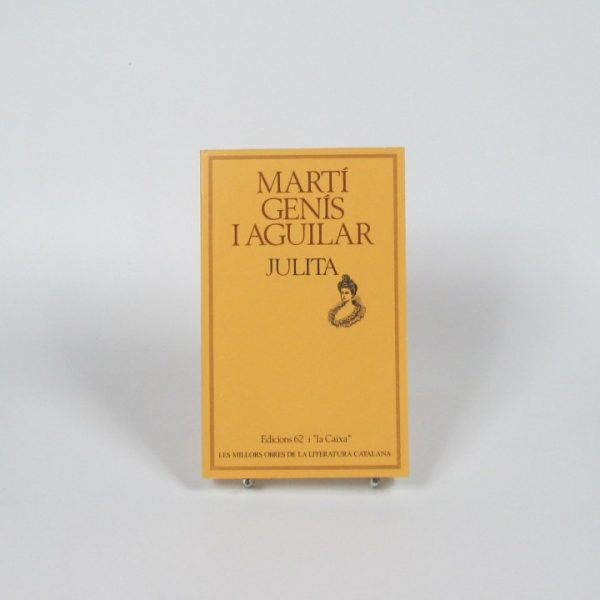 MARTÍ
GENÍS
I AGUILAR
JULITA
Edicions 62 i "la Caixa"
LES MILLORS OBRES DE LA LITERATURA CATALANA